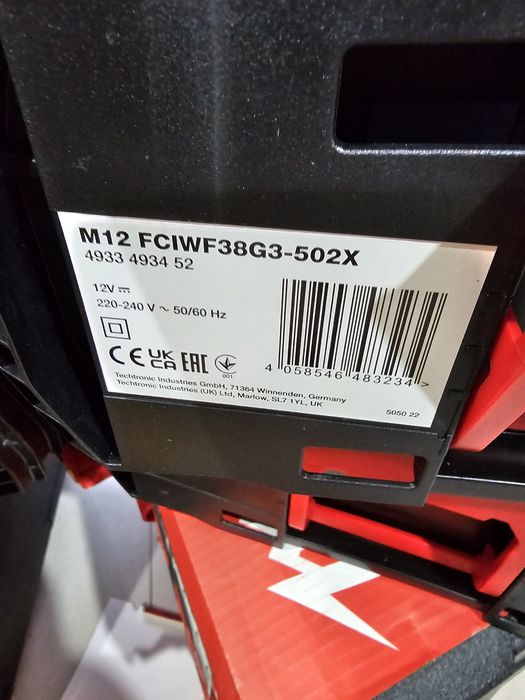 M12 FCIWF38G3-502X
4933 4934 52
12V ⎓
220-240 V ~ 50/60 Hz
CE UK CA EAC 001
4 058546 483234 >
Techtronic Industries GmbH, 71364 Winnenden, Germany
Techtronic Industries (UK) Ltd, Marlow, SL7 1YL, UK
5050 22